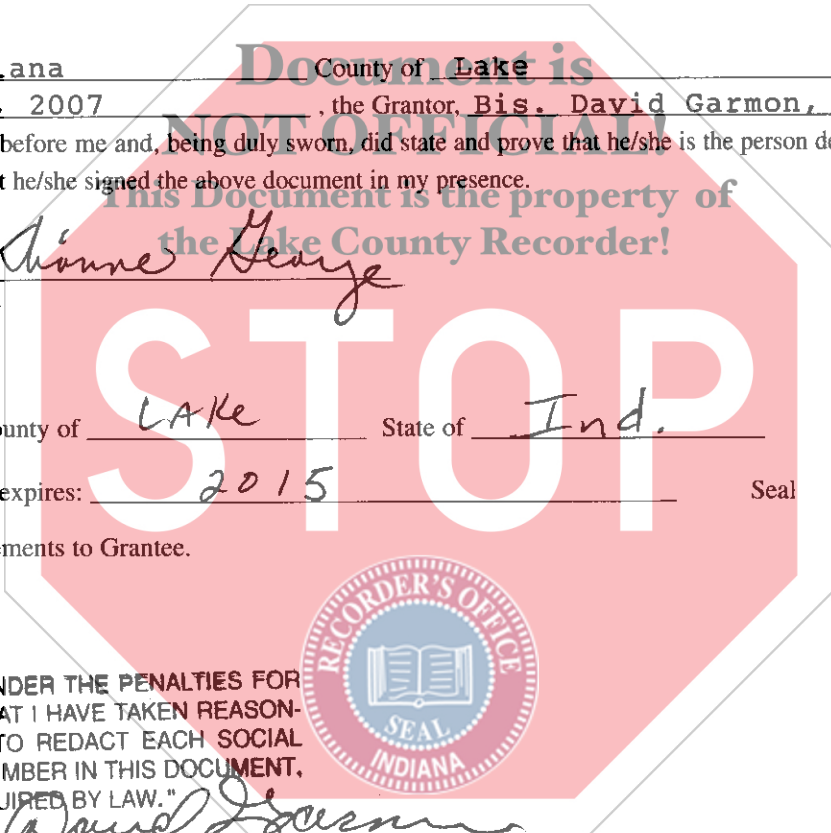 ana County of Lake
2007, the Grantor, Bis. David Garmon,
before me and, being duly sworn, did state and prove that he/she is the person de
t he/she signed the above document in my presence.
Document is
NOT OFFICIAL!
This Document is the property of
the Lake County Recorder!
George
STOP
unty of LAKe State of Ind.
expires: 2015 Seal
ements to Grantee.
RECORDER'S OFFICE
SEAL
INDIANA
NDER THE PENALTIES FOR
AT I HAVE TAKEN REASON-
TO REDACT EACH SOCIAL
MBER IN THIS DOCUMENT,
UIRED BY LAW."
David Garmon